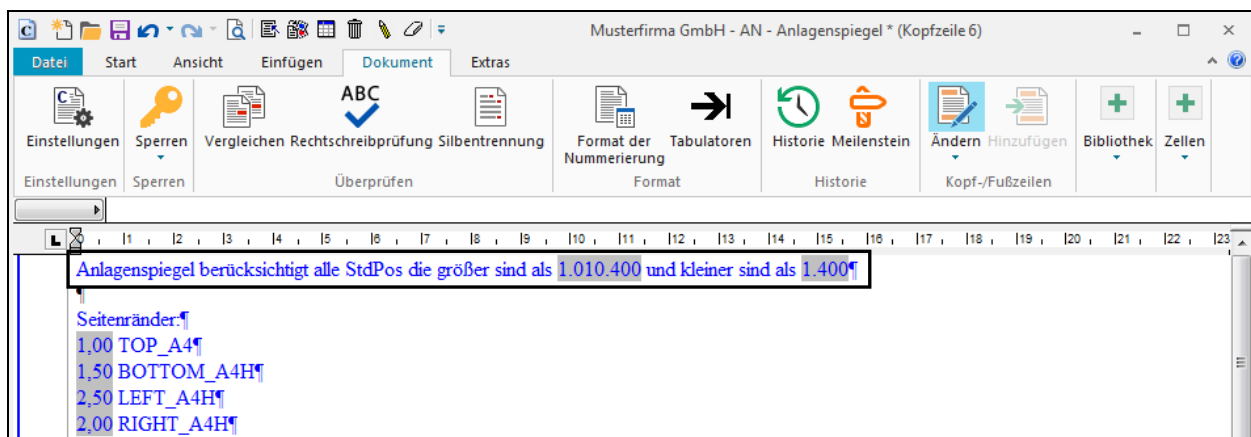 Musterfirma GmbH - AN - Anlagenspiegel * (Kopfzeile 6)
Datei Start Ansicht Einfügen Dokument Extras
ABC
Einstellungen Sperren Vergleichen Rechtschreibprüfung Silbentrennung Format der Nummerierung Tabulatoren Historie Meilenstein Ändern Hinzufügen Bibliothek Zellen
Einstellungen Sperren Überprüfen Format Historie Kopf-/Fußzeilen
L 0 1 2 3 4 5 6 7 8 9 10 11 12 13 14 15 16 17 18 19 20 21 22 23
Anlagenspiegel berücksichtigt alle StdPos die größer sind als 1.010.400 und kleiner sind als 1.400¶
¶
Seitenränder:¶
1,00 TOP_A4¶
1,50 BOTTOM_A4H¶
2,50 LEFT_A4H¶
2,00 RIGHT_A4H¶